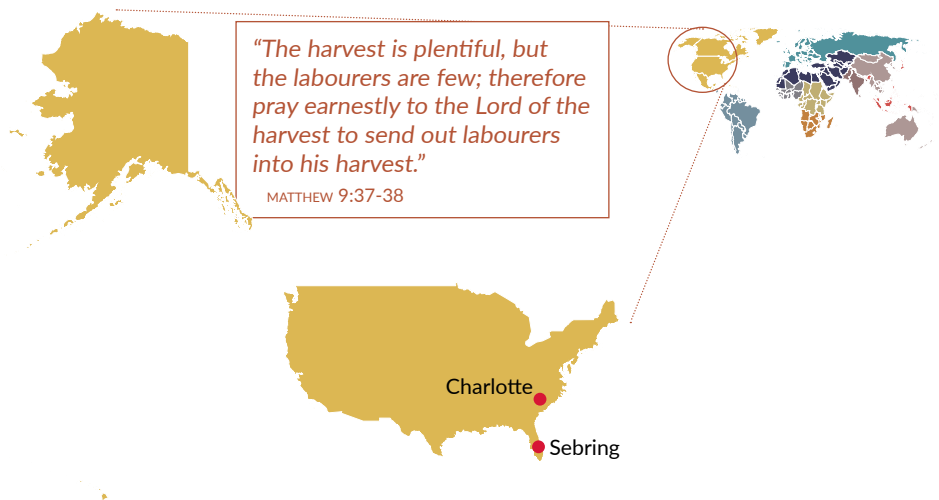 “The harvest is plentiful, but
the labourers are few; therefore
pray earnestly to the Lord of the
harvest to send out labourers
into his harvest.”
MATTHEW 9:37-38
Charlotte
Sebring